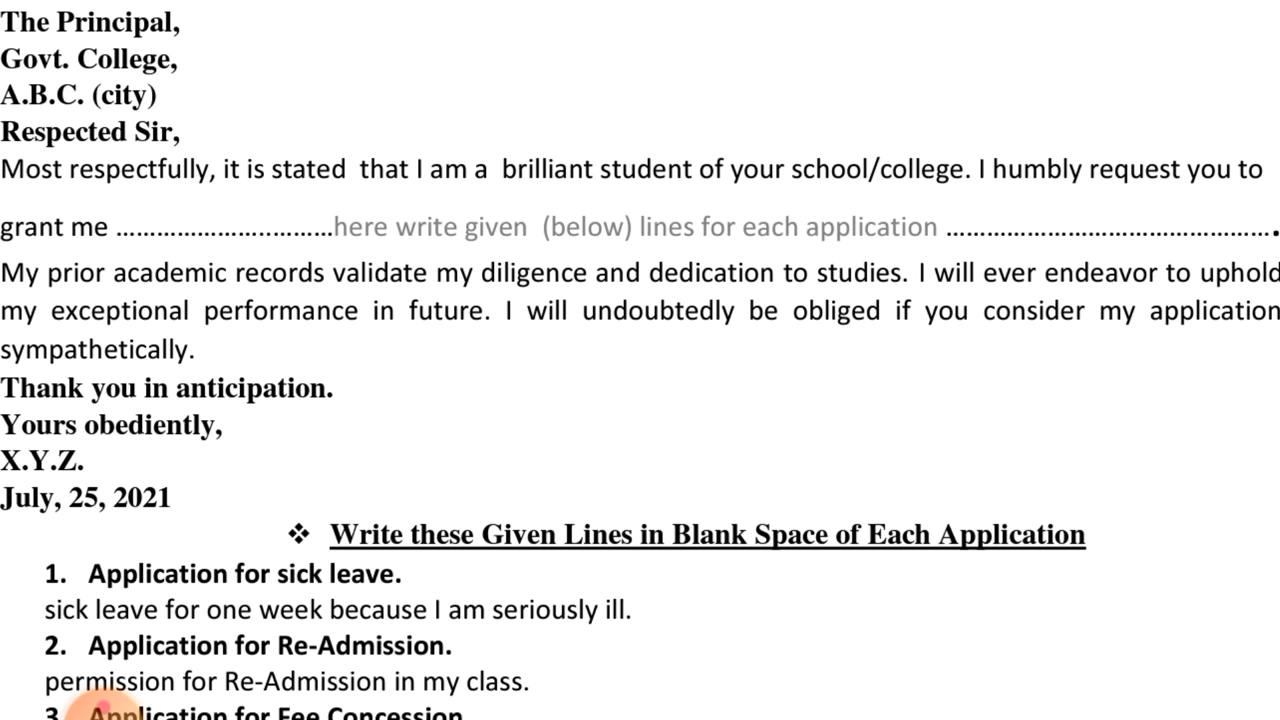 The Principal,
Govt. College,
A.B.C. (city)
Respected Sir,
Most respectfully, it is stated that I am a brilliant student of your school/college. I humbly request you to
grant me ……………………………here write given (below) lines for each application ………………………………………….
My prior academic records validate my diligence and dedication to studies. I will ever endeavor to uphold
my exceptional performance in future. I will undoubtedly be obliged if you consider my application
sympathetically.
Thank you in anticipation.
Yours obediently,
X.Y.Z.
July, 25, 2021
❖ Write these Given Lines in Blank Space of Each Application
1. Application for sick leave.
sick leave for one week because I am seriously ill.
2. Application for Re-Admission.
permission for Re-Admission in my class.
3. Application for Fee Concession